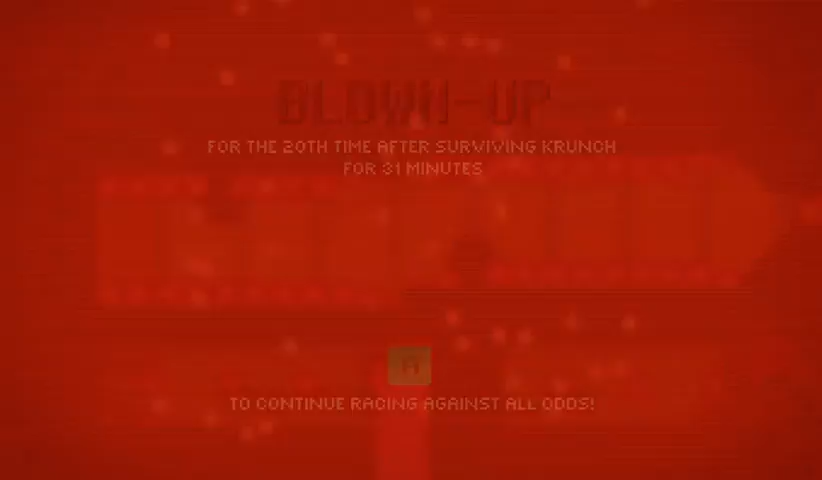 BLOWN-UP
FOR THE 20TH TIME AFTER SURVIVING KRUNCH
FOR 31 MINUTES
A
TO CONTINUE RACING AGAINST ALL ODDS!